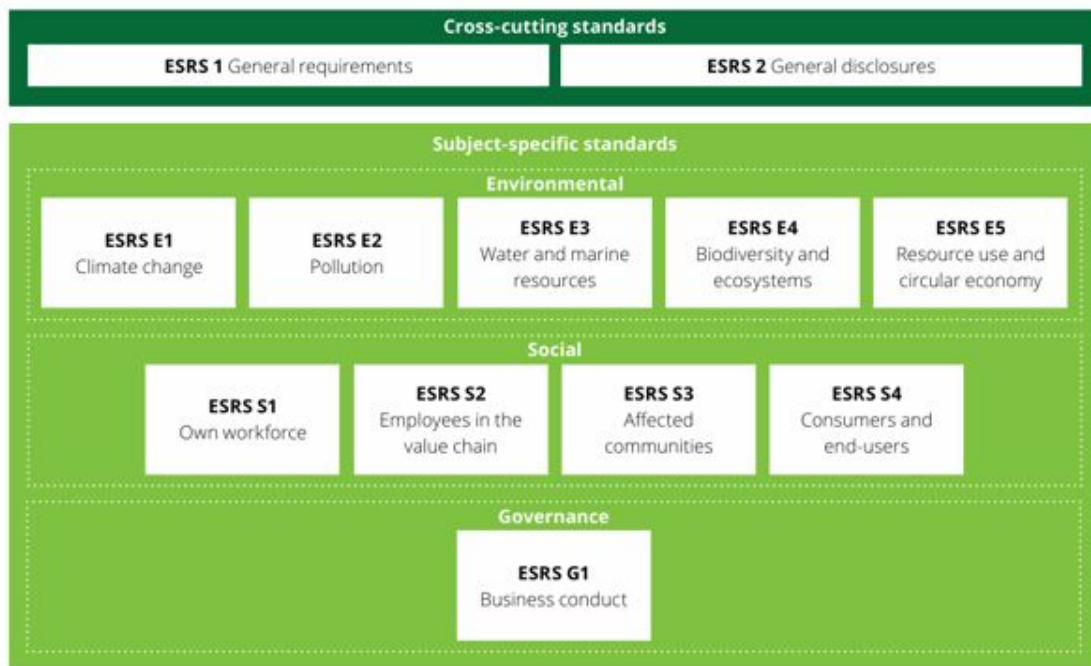 Cross-cutting standards
ESRS 1 General requirements
ESRS 2 General disclosures
Subject-specific standards
Environmental
ESRS E1
Climate change
ESRS E2
Pollution
ESRS E3
Water and marine
resources
ESRS E4
Biodiversity and
ecosystems
ESRS E5
Resource use and
circular economy
Social
ESRS S1
Own workforce
ESRS S2
Employees in the
value chain
ESRS S3
Affected
communities
ESRS S4
Consumers and
end-users
Governance
ESRS G1
Business conduct